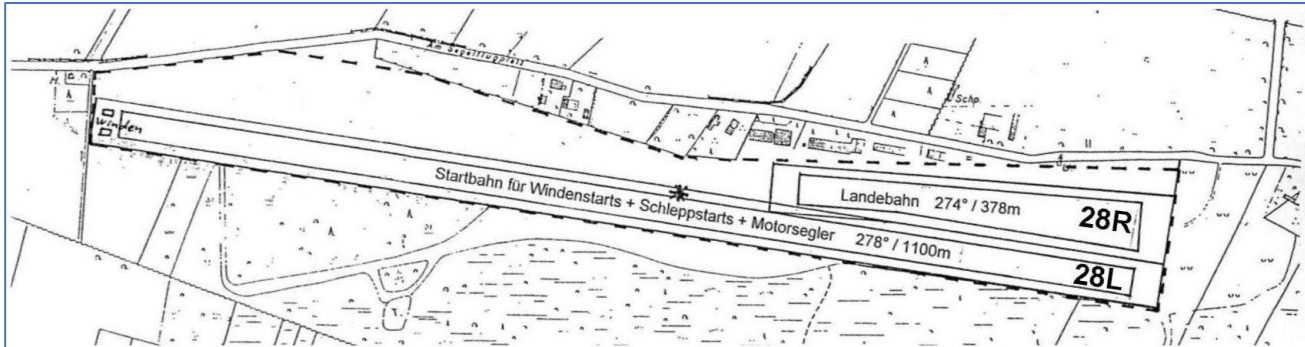 Am Segelflugplatz
H.
Schp.
Winden
Startbahn für Windenstarts + Schleppstarts + Motorsegler 278° / 1100m
Landebahn 274° / 378m
28R
28L
T.